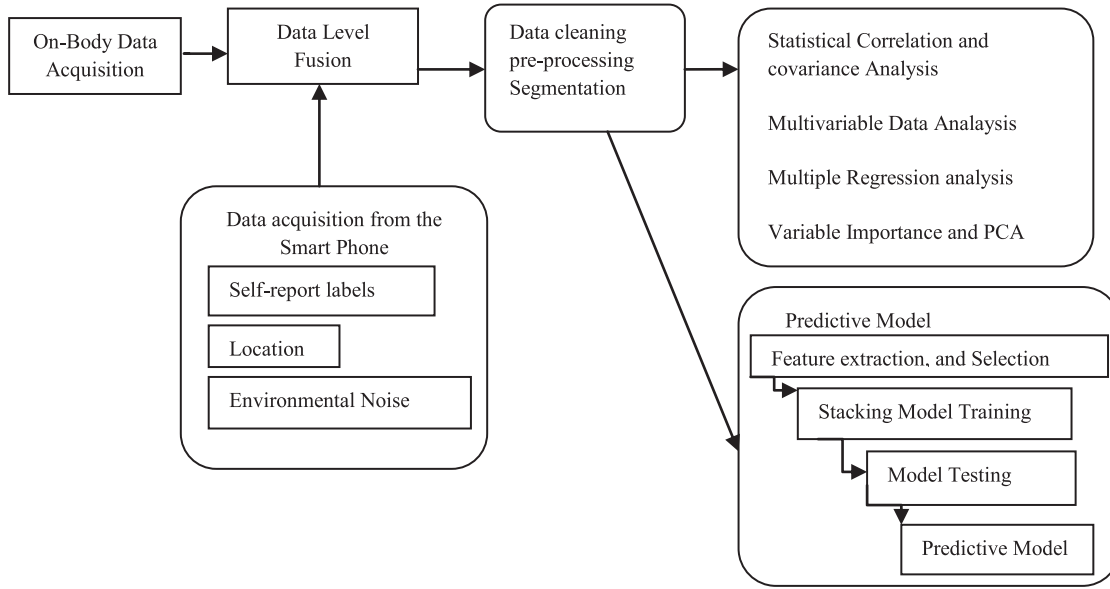 On-Body Data
Acquisition
Data Level
Fusion
Data cleaning
pre-processing
Segmentation
Statistical Correlation and
covariance Analysis
Multivariable Data Analaysis
Multiple Regression analysis
Variable Importance and PCA
Data acquisition from the
Smart Phone
Self-report labels
Location
Environmental Noise
Predictive Model
Feature extraction, and Selection
Stacking Model Training
Model Testing
Predictive Model